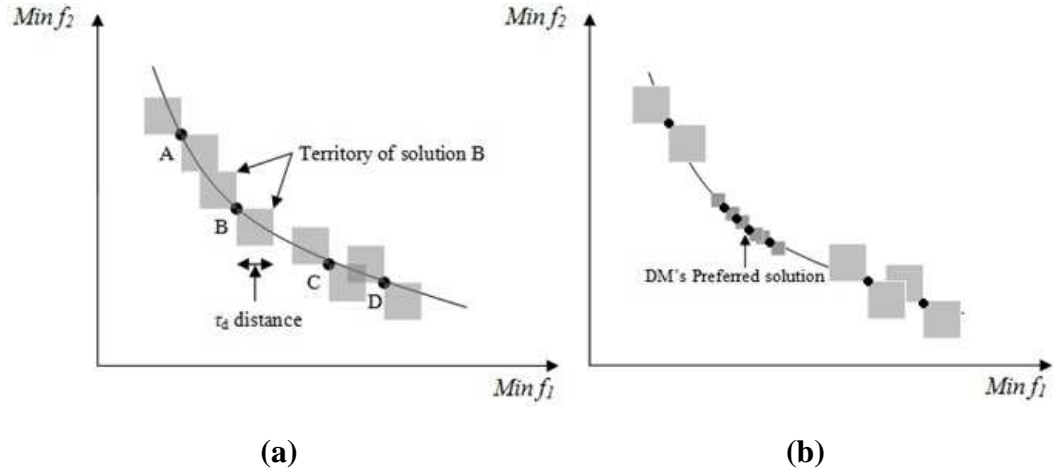 Min f₂
A
Territory of solution B
B
C
D
τd distance
Min f₁
(a)
Min f₂
DM's Preferred solution
Min f₁
(b)